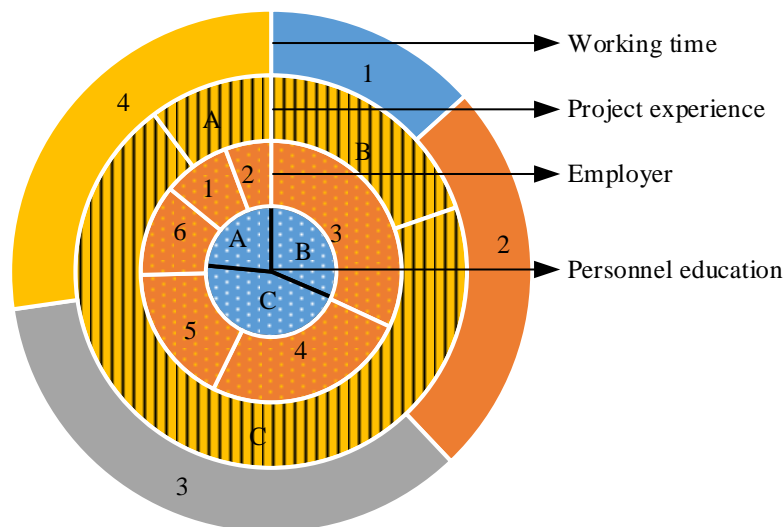 Working time
1
4
Project experience
A
B
Employer
2
1
6
3
A
B
2
Personnel education
C
5
4
C
3